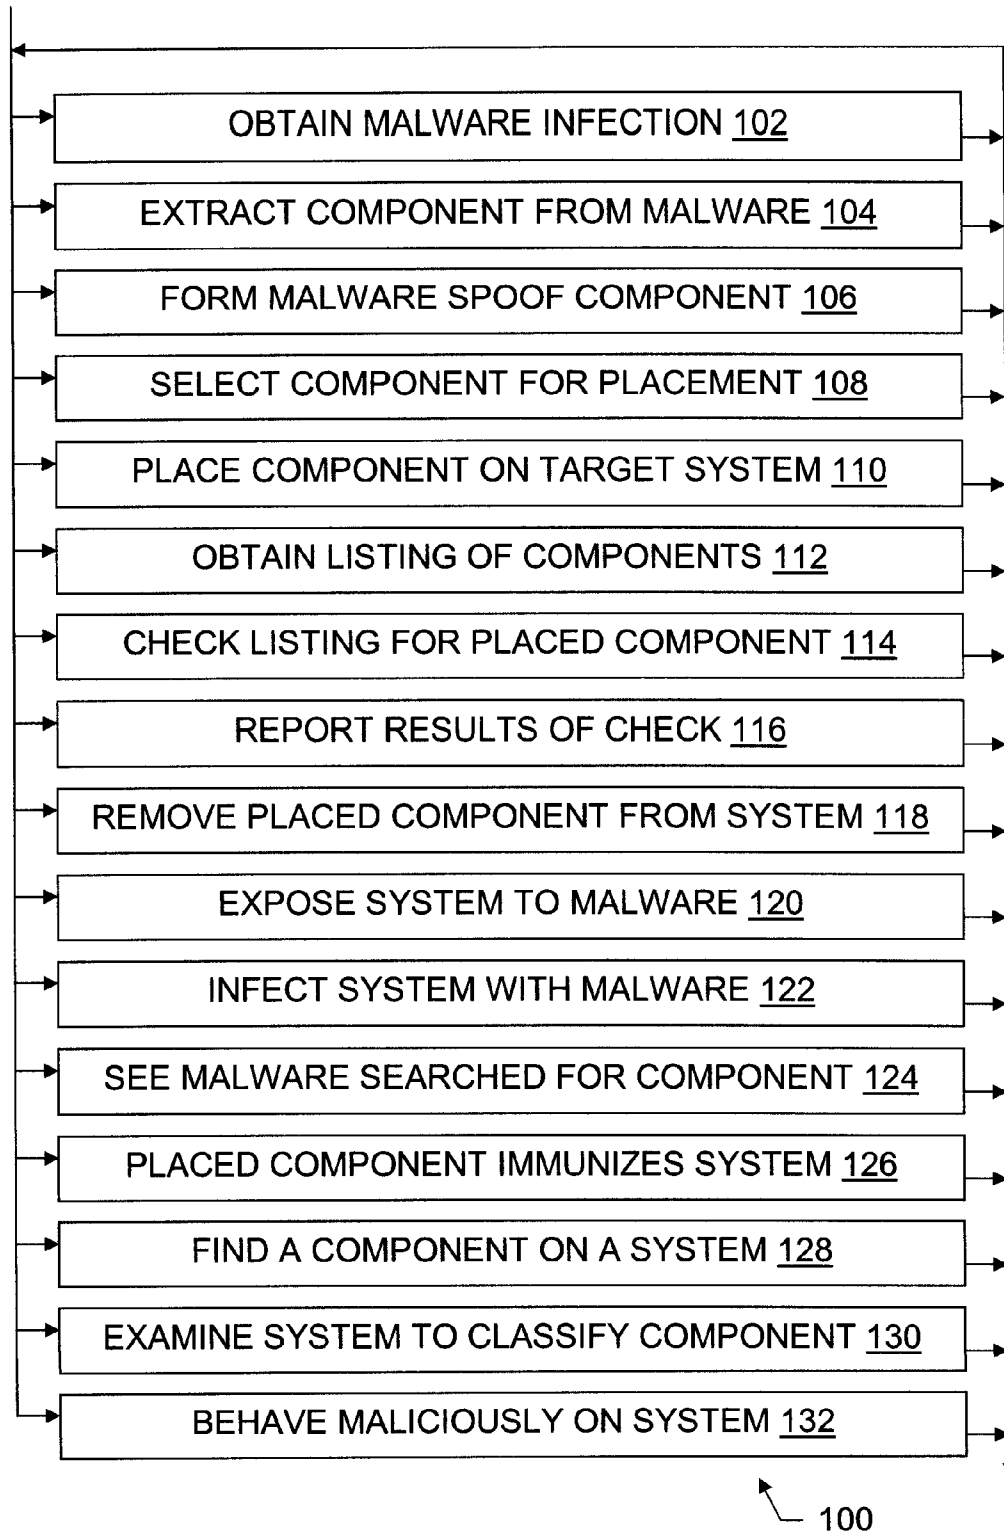 OBTAIN MALWARE INFECTION 102
EXTRACT COMPONENT FROM MALWARE 104
FORM MALWARE SPOOF COMPONENT 106
SELECT COMPONENT FOR PLACEMENT 108
PLACE COMPONENT ON TARGET SYSTEM 110
OBTAIN LISTING OF COMPONENTS 112
CHECK LISTING FOR PLACED COMPONENT 114
REPORT RESULTS OF CHECK 116
REMOVE PLACED COMPONENT FROM SYSTEM 118
EXPOSE SYSTEM TO MALWARE 120
INFECT SYSTEM WITH MALWARE 122
SEE MALWARE SEARCHED FOR COMPONENT 124
PLACED COMPONENT IMMUNIZES SYSTEM 126
FIND A COMPONENT ON A SYSTEM 128
EXAMINE SYSTEM TO CLASSIFY COMPONENT 130
BEHAVE MALICIOUSLY ON SYSTEM 132
100